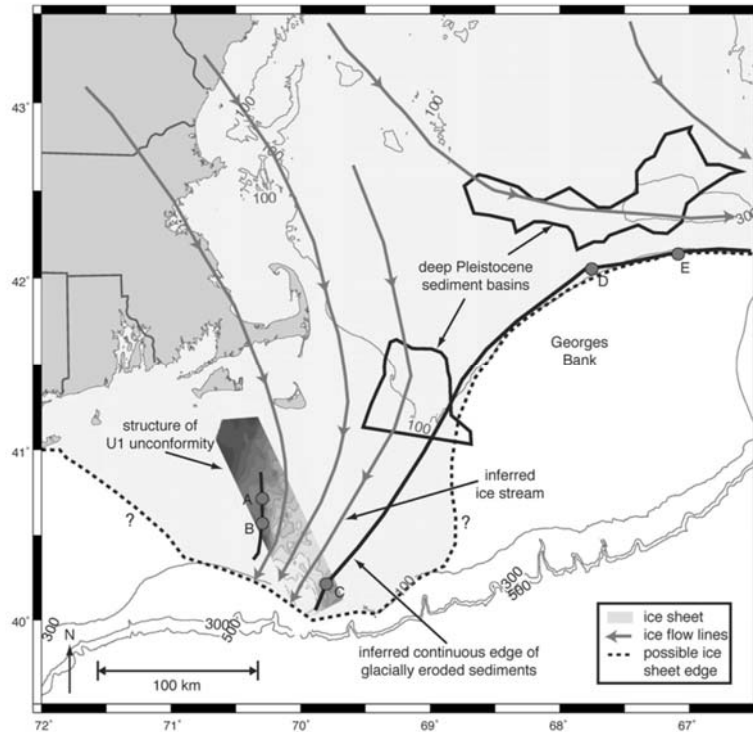 43˚
42˚
41˚
40˚
72˚
71˚
70˚
69˚
68˚
67˚
100
100
100
300
deep Pleistocene
sediment basins
D
E
Georges
Bank
structure of
U1 unconformity
100
A
B
inferred
ice stream
?
?
C
100
300
500
300
300
500
inferred continuous edge of
glacially eroded sediments
N
100 km
ice sheet
ice flow lines
possible ice
sheet edge